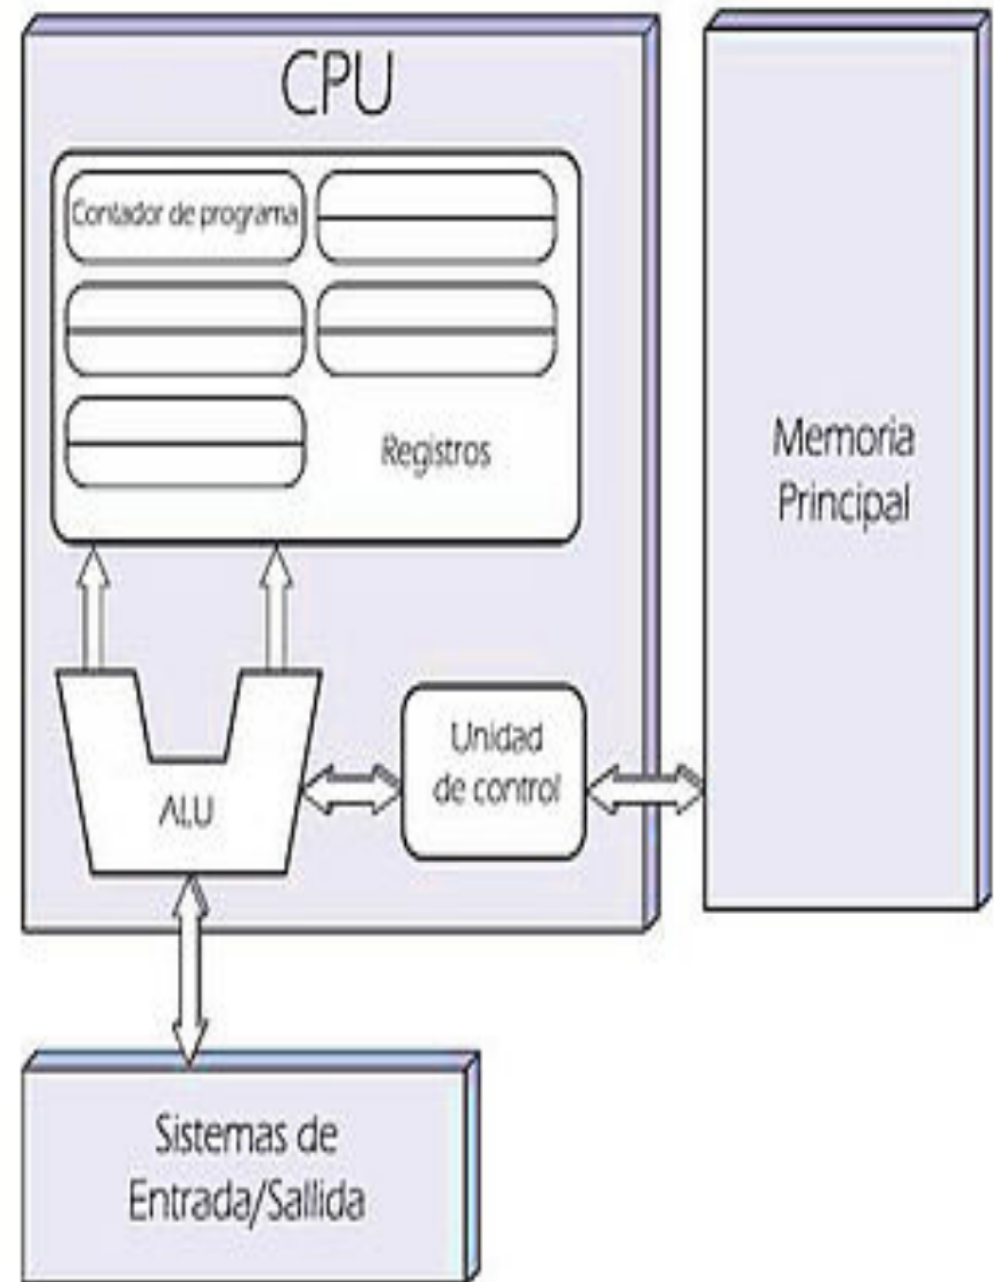 CPU
Contador de programa
Registros
Memoria
Principal
Unidad
de control
ALU
Sistemas de
Entrada/Sallida